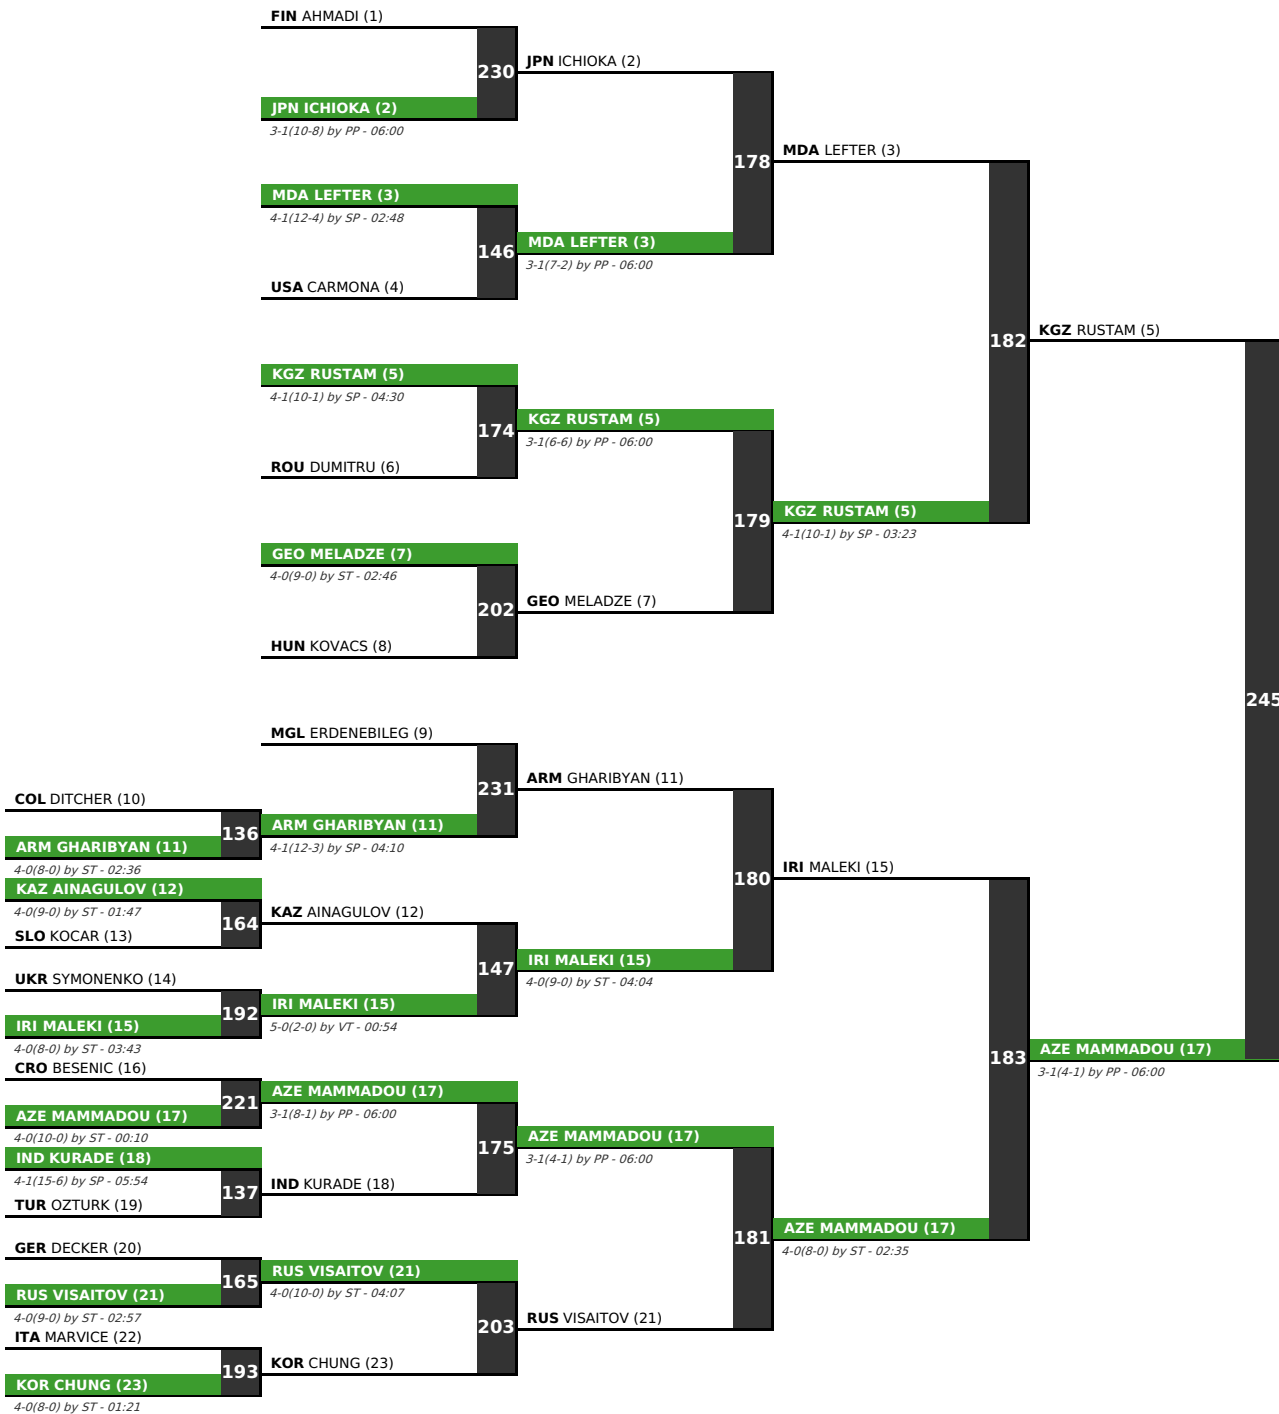 FIN AHMADI (1)
230
JPN ICHIOKA (2)
JPN ICHIOKA (2)
3-1(10-8) by PP - 06:00
178
MDA LEFTER (3)
MDA LEFTER (3)
4-1(12-4) by SP - 02:48
146
MDA LEFTER (3)
3-1(7-2) by PP - 06:00
USA CARMONA (4)
182
KGZ RUSTAM (5)
KGZ RUSTAM (5)
4-1(10-1) by SP - 04:30
174
KGZ RUSTAM (5)
3-1(6-6) by PP - 06:00
ROU DUMITRU (6)
179
KGZ RUSTAM (5)
4-1(10-1) by SP - 03:23
GEO MELADZE (7)
4-0(9-0) by ST - 02:46
202
GEO MELADZE (7)
HUN KOVACS (8)
245
MGL ERDENEBILEG (9)
231
ARM GHARIBYAN (11)
COL DITCHER (10)
136
ARM GHARIBYAN (11)
4-1(12-3) by SP - 04:10
ARM GHARIBYAN (11)
4-0(8-0) by ST - 02:36
180
IRI MALEKI (15)
KAZ AINAGULOV (12)
4-0(9-0) by ST - 01:47
164
KAZ AINAGULOV (12)
SLO KOCAR (13)
147
IRI MALEKI (15)
4-0(9-0) by ST - 04:04
UKR SYMONENKO (14)
192
IRI MALEKI (15)
5-0(2-0) by VT - 00:54
IRI MALEKI (15)
4-0(8-0) by ST - 03:43
183
AZE MAMMADOU (17)
3-1(4-1) by PP - 06:00
CRO BESENIC (16)
221
AZE MAMMADOU (17)
3-1(8-1) by PP - 06:00
AZE MAMMADOU (17)
4-0(10-0) by ST - 00:10
175
AZE MAMMADOU (17)
3-1(4-1) by PP - 06:00
IND KURADE (18)
4-1(15-6) by SP - 05:54
137
IND KURADE (18)
TUR OZTURK (19)
181
AZE MAMMADOU (17)
4-0(8-0) by ST - 02:35
GER DECKER (20)
165
RUS VISAITOV (21)
4-0(10-0) by ST - 04:07
RUS VISAITOV (21)
4-0(9-0) by ST - 02:57
203
RUS VISAITOV (21)
ITA MARVICE (22)
193
KOR CHUNG (23)
KOR CHUNG (23)
4-0(8-0) by ST - 01:21